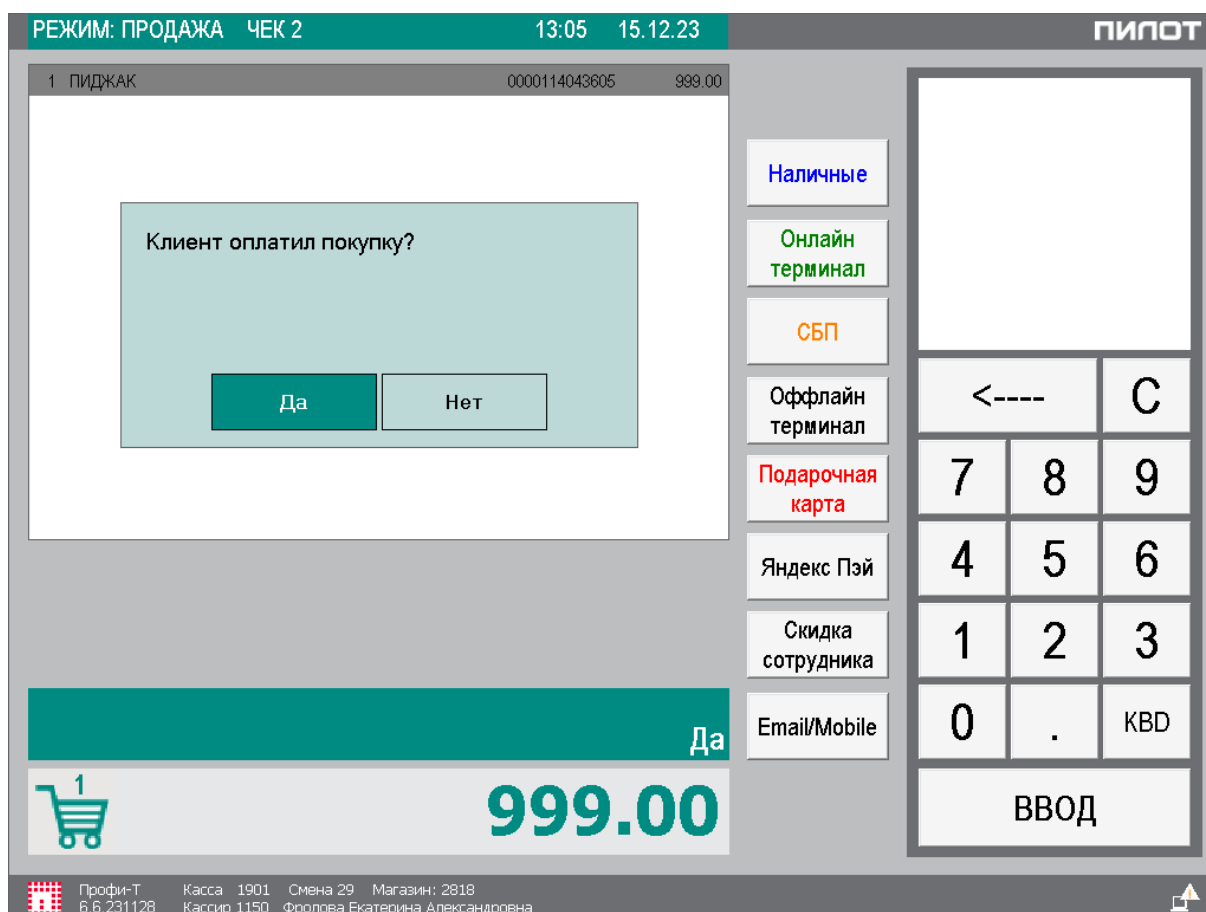 РЕЖИМ: ПРОДАЖА ЧЕК 2 13:05 15.12.23 ПИЛОТ
1 ПИДЖАК 0000114043605 999.00
Клиент оплатил покупку?
Да Нет
Наличные
Онлайн
терминал
СБП
Оффлайн
терминал
Подарочная
карта
Яндекс Пэй
Скидка
сотрудника
Email/Mobile
<---- C
7 8 9
4 5 6
1 2 3
0 . KBD
ВВОД
Да
1
999.00
Профи-Т Касса 1901 Смена 29 Магазин: 2818
6.6.231128 Кассир 1150 Фролова Екатерина Александровна